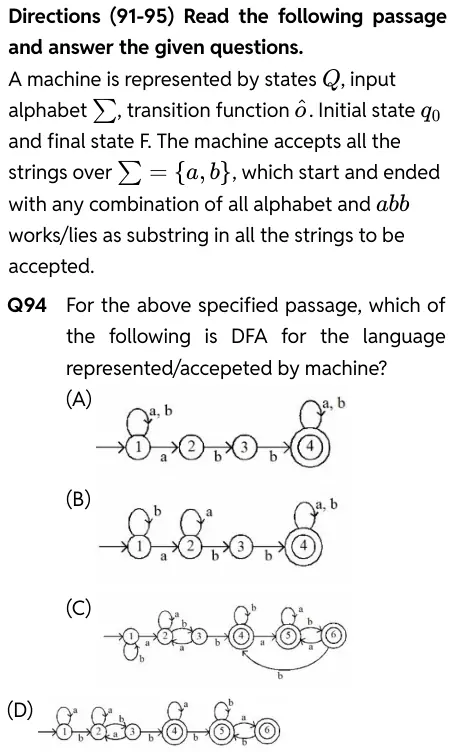 Directions (91-95) Read the following passage
and answer the given questions.
A machine is represented by states Q, input
alphabet ∑, transition function ô. Initial state q₀
and final state F. The machine accepts all the
strings over ∑ = {a, b}, which start and ended
with any combination of all alphabet and abb
works/lies as substring in all the strings to be
accepted.
Q94 For the above specified passage, which of
the following is DFA for the language
represented/accepeted by machine?
(A)
a, b a, b
1 2 3 4
a b b
(B)
b a a, b
1 2 3 4
a b b
(C)
a b b a b
1 2 3 4 5 6
a a b a a
b b
(D)
a a b a b a
1 2 a 3 4 5 6
b b b b